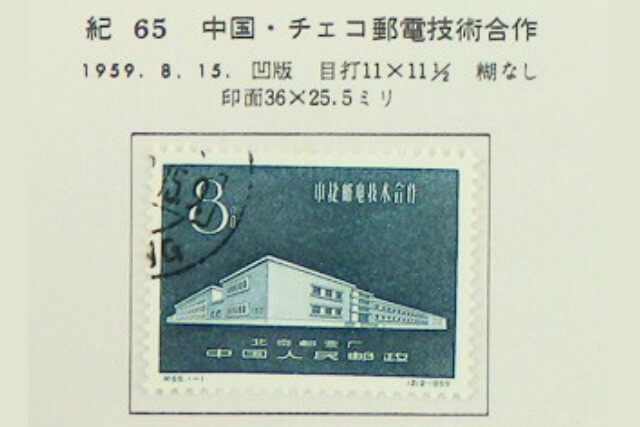 紀 65 中国・チェコ郵電技術合作
1959. 8. 15. 凹版 目打11×11½ 糊なし
印面36×25.5ミリ
8
中捷邮电技术合作
北京邮票厂
中国人民邮政